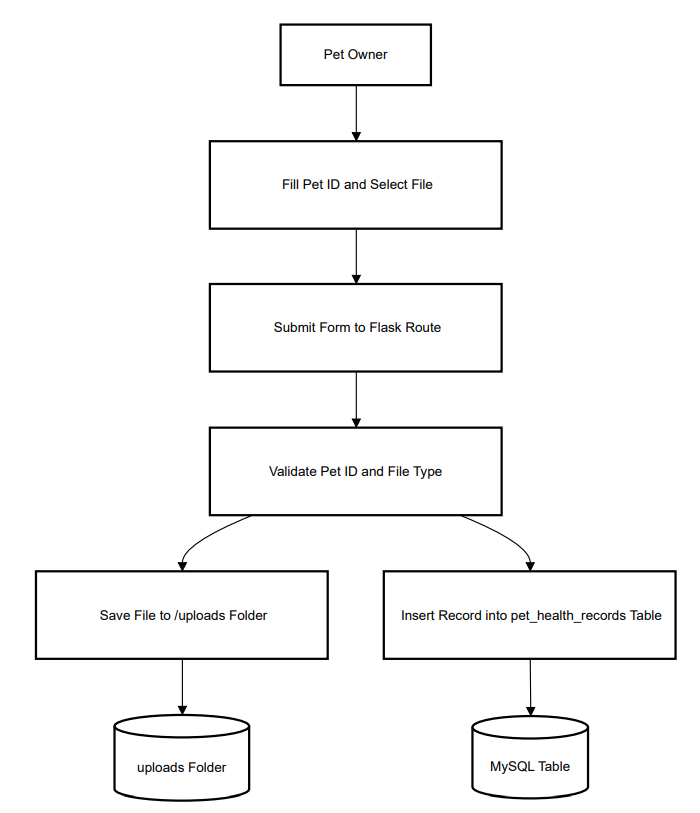 Pet Owner
Fill Pet ID and Select File
Submit Form to Flask Route
Validate Pet ID and File Type
Save File to /uploads Folder
Insert Record into pet_health_records Table
uploads Folder
MySQL Table